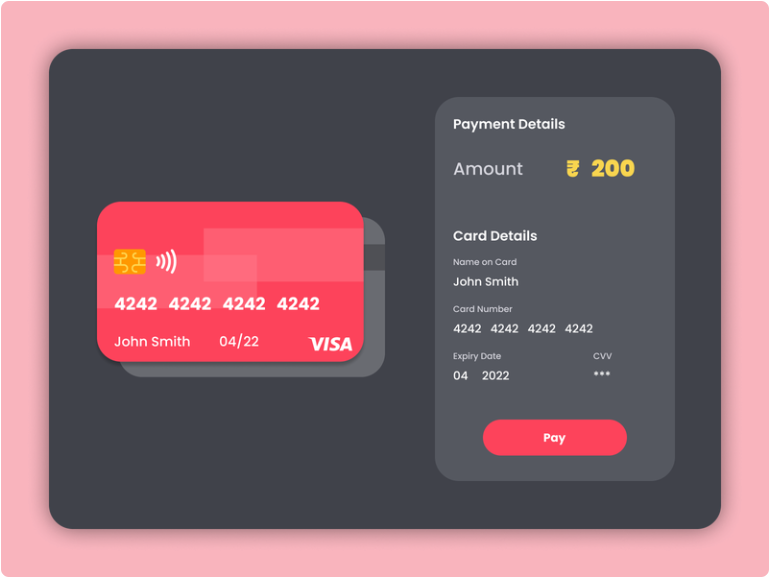 4242 4242 4242 4242
John Smith 04/22
VISA
Payment Details
Amount ₹ 200
Card Details
Name on Card
John Smith
Card Number
4242 4242 4242 4242
Expiry Date CVV
04 2022 ***
Pay